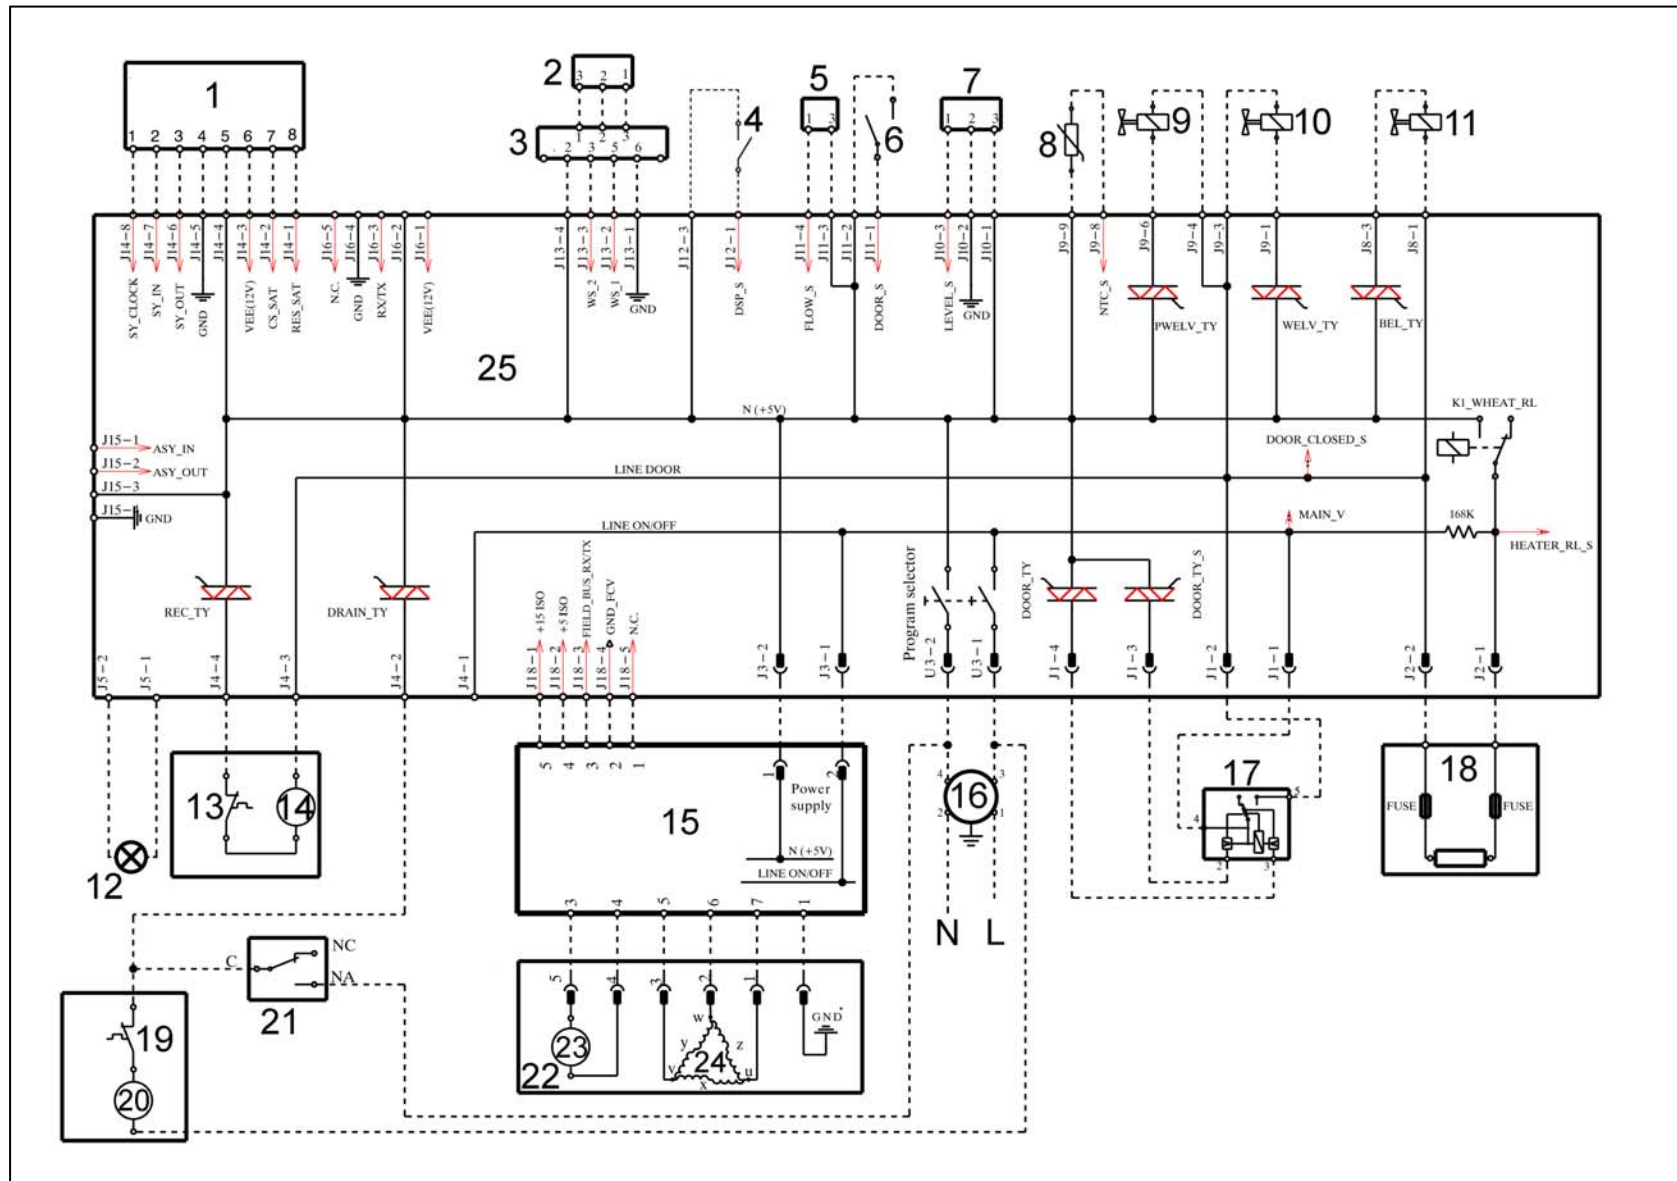 1
2
3 2 1
3
1 2 3
2 3 5 6
4
5
1 3
6
7
1 2 3
8
9
10
11
1 2 3 4 5 6 7 8
J14-8 J14-7 J14-6 J14-5 J14-4 J14-3 J14-2 J14-1
J16-5 J16-4 J16-3 J16-2 J16-1
J13-4 J13-3 J13-2 J13-1
J12-3 J12-1
J11-4 J11-3 J11-2 J11-1
J10-3 J10-2 J10-1
J9-9 J9-8 J9-6 J9-4 J9-3 J9-1
J8-3 J8-1
SY_CLOCK
SY_IN
SY_OUT
GND
VEE(12V)
CS_SAT
RES_SAT
N.C.
GND
RX/TX
VEE(12V)
WS_2
WS_1
GND
DSP_S
FLOW_S
DOOR_S
LEVEL_S
GND
NTC_S
PWELV_TY
WELV_TY
BEL_TY
25
N (+5V)
K1_WHEAT_RL
J15-1 ASY_IN
J15-2 ASY_OUT
J15-3
J15- GND
LINE DOOR
DOOR_CLOSED_S
LINE ON/OFF
MAIN_V
168K
HEATER_RL_S
REC_TY
DRAIN_TY
+15 ISO
+5 ISO
FIELD_BUS_RX/TX
GND_FCV
N.C.
Program selector
DOOR_TY
DOOR_TY_S
J5-2 J5-1 J4-4 J4-3 J4-2 J4-1
J18-1 J18-2 J18-3 J18-4 J18-5
J3-2 J3-1
U3-2 U3-1
J1-4 J1-3 J1-2 J1-1
J2-2 J2-1
12
13
14
15
5 4 3 2 1
1 2
Power
supply
N (+5V)
LINE ON/OFF
3 4 5 6 7 1
16
4 3
2 1
N L
17
5
4
2 3
18
FUSE FUSE
19
20
21
C
NC
NA
22
5 4 3 2 1
23
24
w
y z
v x u
GND*